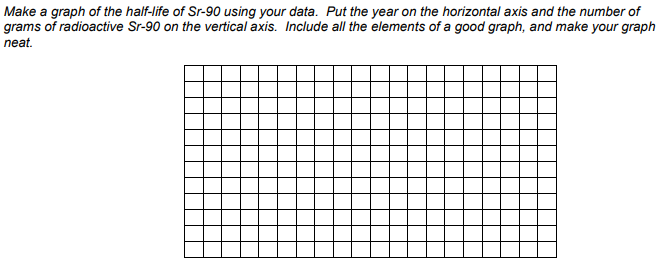 Make a graph of the half-life of Sr-90 using your data.  Put the year on the horizontal axis and the number of
grams of radioactive Sr-90 on the vertical axis.  Include all the elements of a good graph, and make your graph
neat.